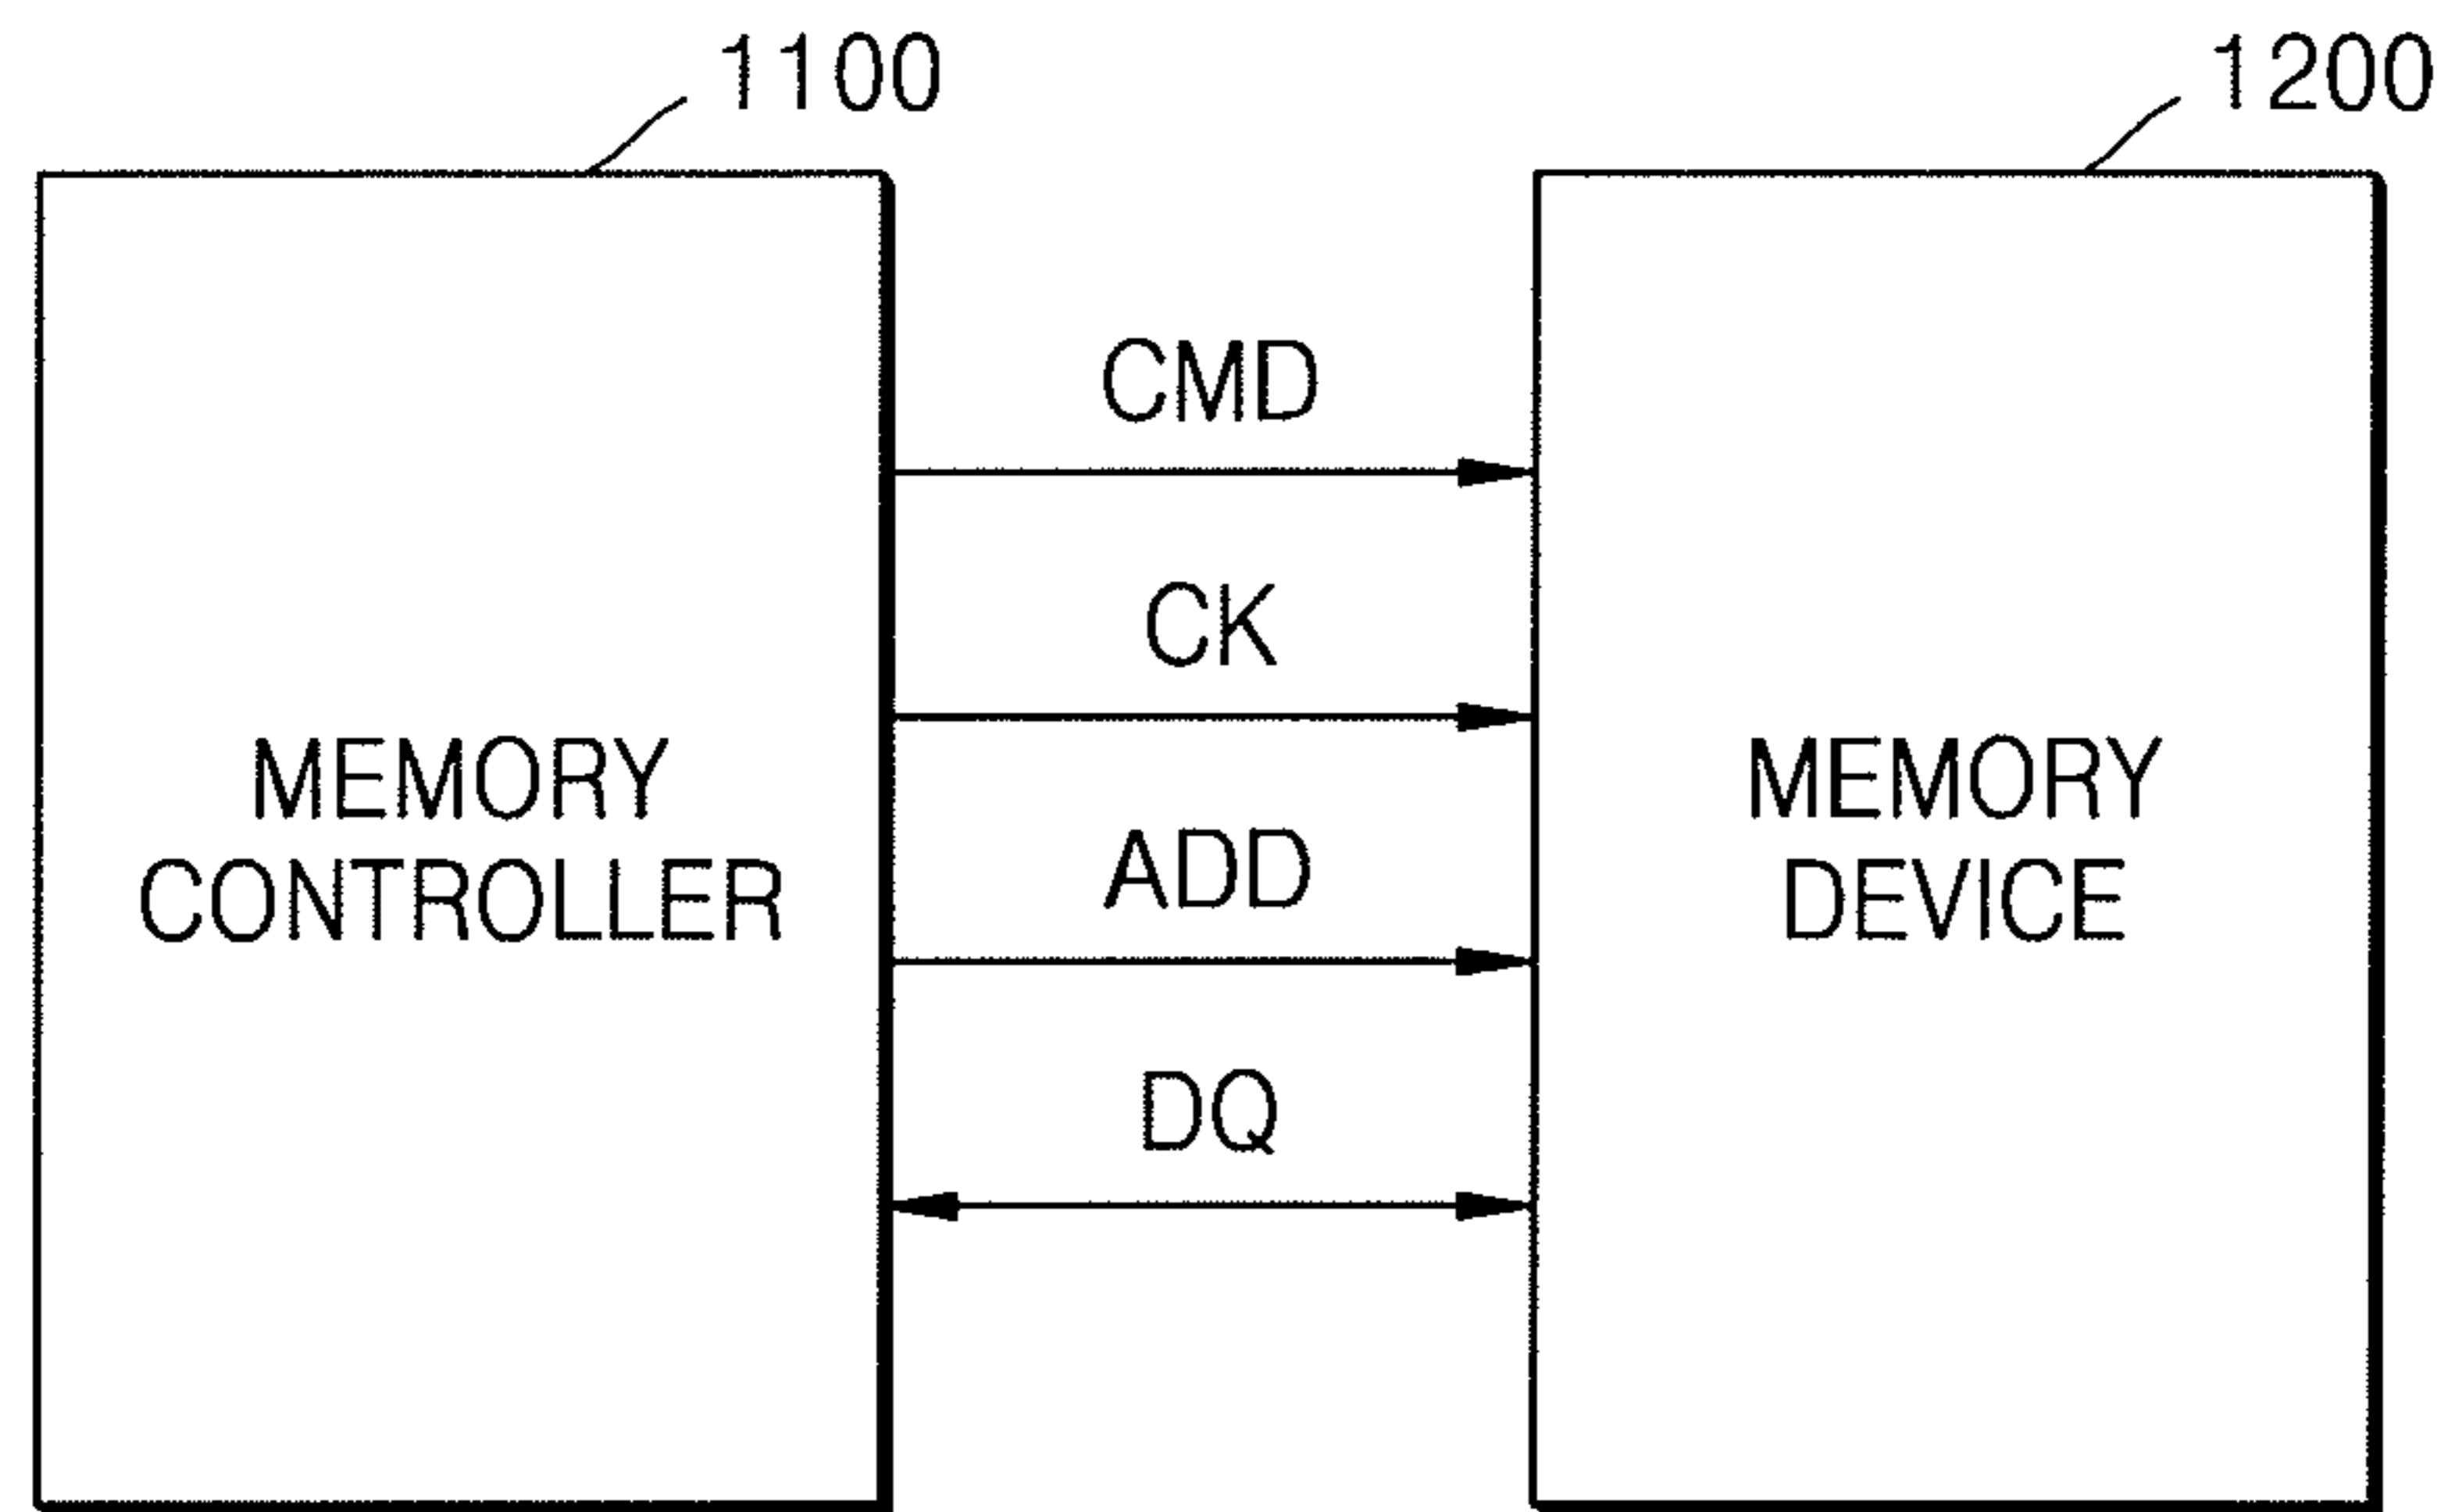 1100
1200
CMD
CK
MEMORY
CONTROLLER
ADD
MEMORY
DEVICE
DQ